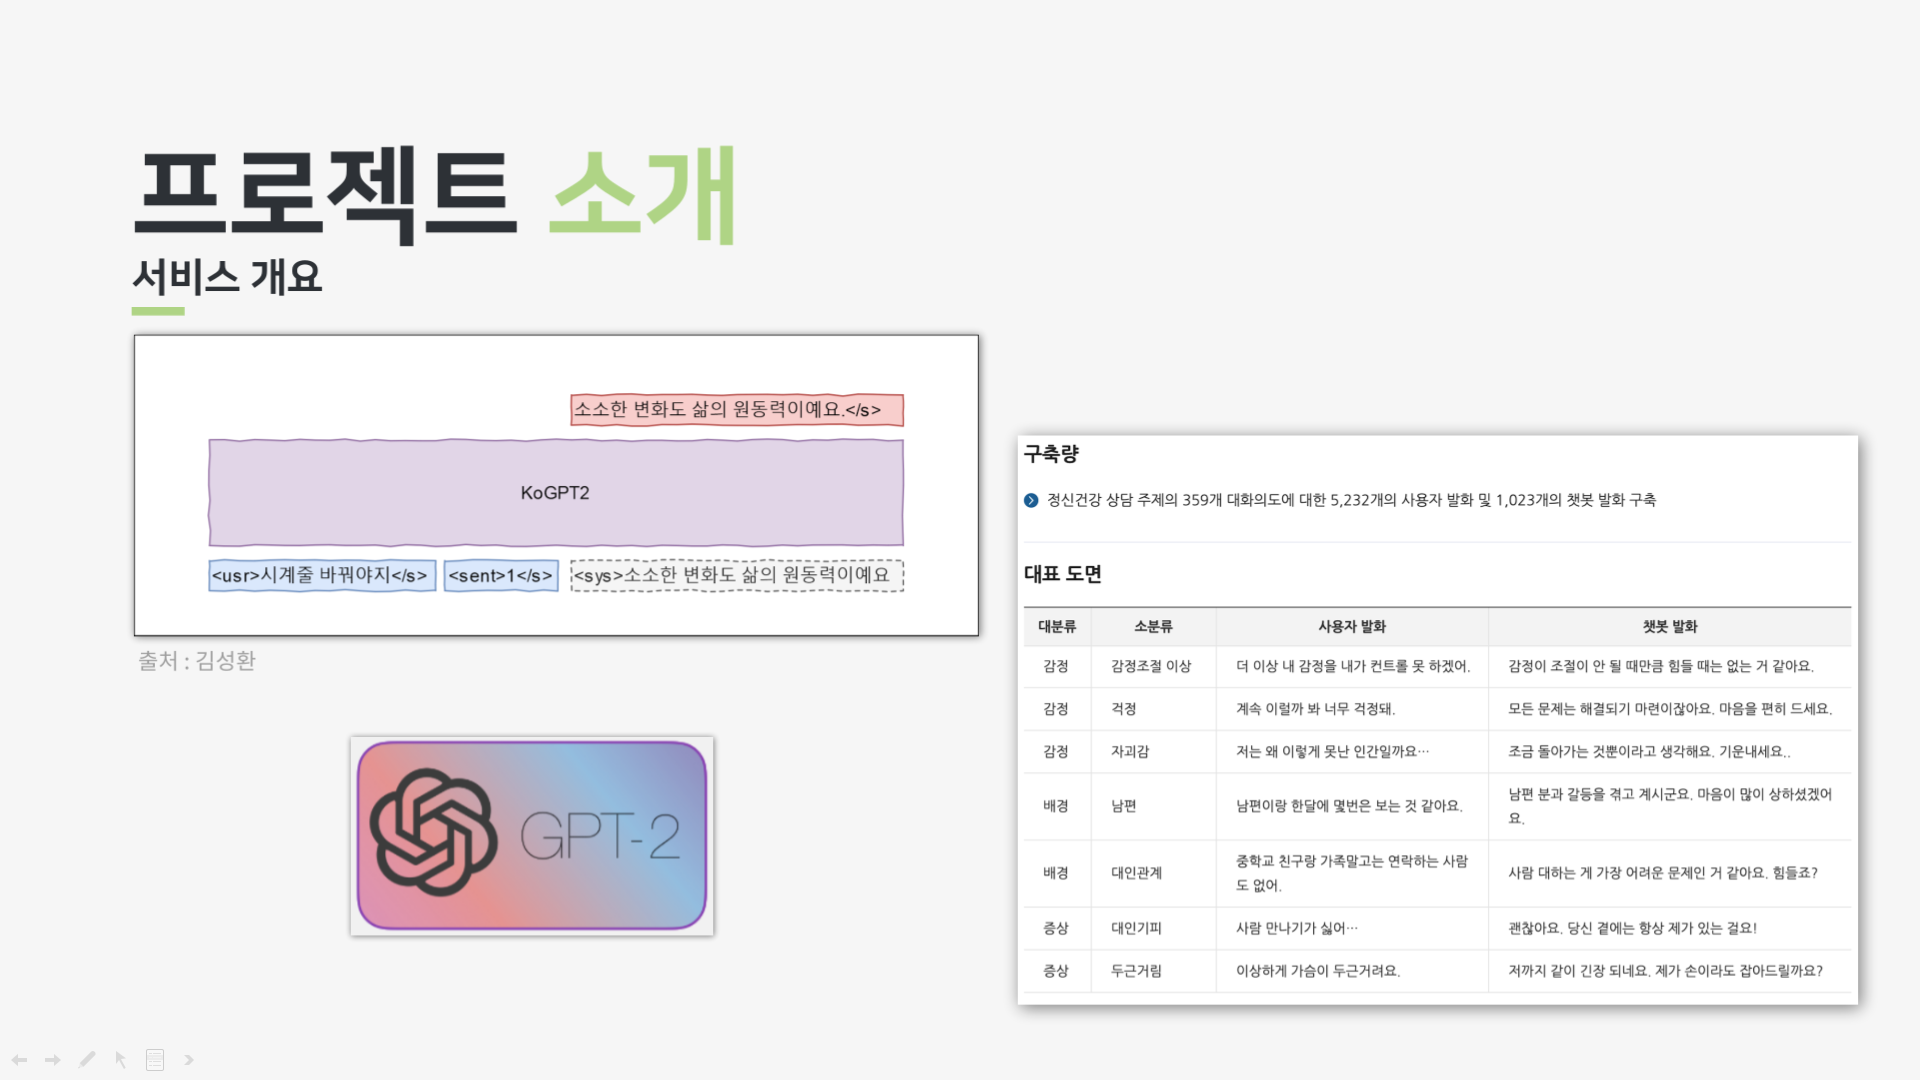 프로젝트 소개
서비스 개요
소소한 변화도 삶의 원동력이예요.</s>
KoGPT2
<usr>시계줄 바꿔야지</s> <sent>1</s> <sys>소소한 변화도 삶의 원동력이예요
출처 : 김성환
GPT-2
구축량
정신건강 상담 주제의 359개 대화의도에 대한 5,232개의 사용자 발화 및 1,023개의 챗봇 발화 구축
대표 도면
대분류 소분류 사용자 발화 챗봇 발화
감정 감정조절 이상 더 이상 내 감정을 내가 컨트롤 못 하겠어. 감정이 조절이 안 될 때만큼 힘들 때는 없는 거 같아요.
감정 걱정 계속 이럴까 봐 너무 걱정돼. 모든 문제는 해결되기 마련이잖아요. 마음을 편히 드세요.
감정 자괴감 저는 왜 이렇게 못난 인간일까요… 조금 돌아가는 것뿐이라고 생각해요. 기운내세요..
배경 남편 남편이랑 한달에 몇번은 보는 것 같아요. 남편 분과 갈등을 겪고 계시군요. 마음이 많이 상하셨겠어
요.
배경 대인관계 중학교 친구랑 가족말고는 연락하는 사람
도 없어. 사람 대하는 게 가장 어려운 문제인 거 같아요. 힘들죠?
증상 대인기피 사람 만나기가 싫어… 괜찮아요. 당신 곁에는 항상 제가 있는 걸요!
증상 두근거림 이상하게 가슴이 두근거려요. 저까지 같이 긴장 되네요. 제가 손이라도 잡아드릴까요?